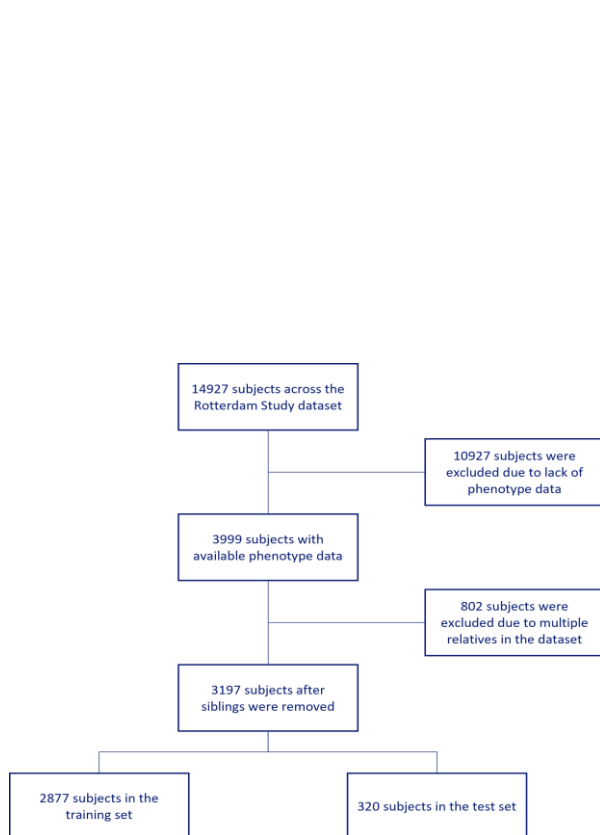 14927 subjects across the
Rotterdam Study dataset
10927 subjects were
excluded due to lack of
phenotype data
3999 subjects with
available phenotype data
802 subjects were
excluded due to multiple
relatives in the dataset
3197 subjects after
siblings were removed
2877 subjects in the
training set
320 subjects in the test set